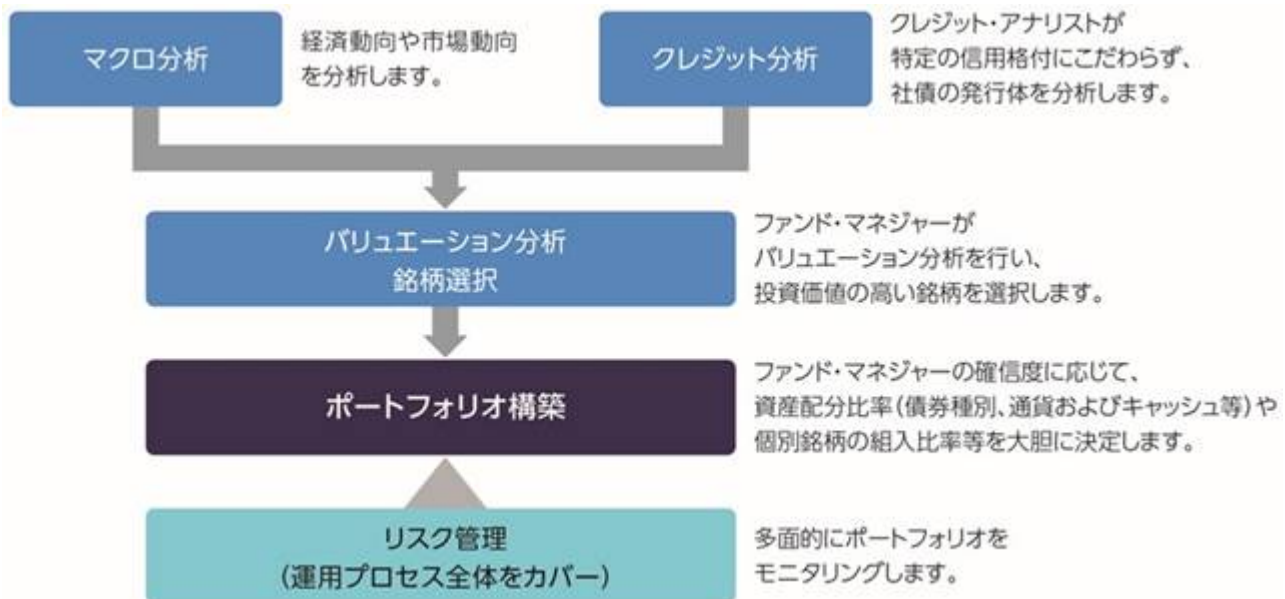 マクロ分析
経済動向や市場動向
を分析します。
クレジット分析
クレジット・アナリストが
特定の信用格付にこだわらず、
社債の発行体を分析します。
バリュエーション分析
銘柄選択
ファンド・マネジャーが
バリュエーション分析を行い、
投資価値の高い銘柄を選択します。
ポートフォリオ構築
ファンド・マネジャーの確信度に応じて、
資産配分比率(債券種別、通貨およびキャッシュ等)や
個別銘柄の組入比率等を大胆に決定します。
リスク管理
(運用プロセス全体をカバー)
多面的にポートフォリオを
モニタリングします。